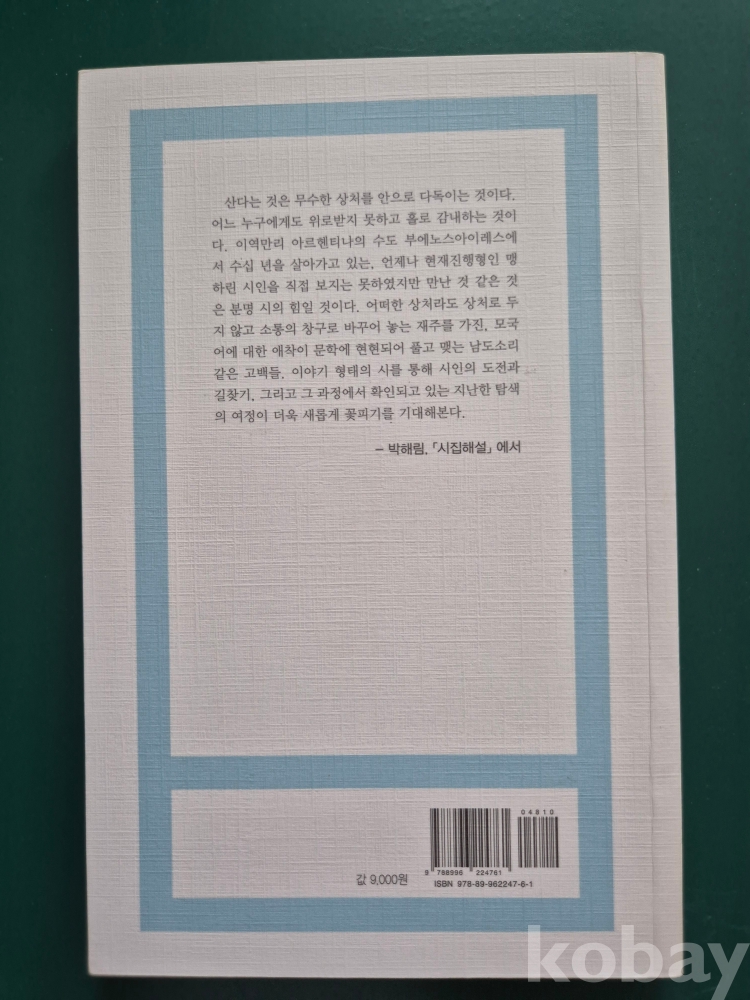 산다는 것은 무수한 상처를 안으로 다독이는 것이다.
어느 누구에게도 위로받지 못하고 홀로 감내하는 것이
다. 이역만리 아르헨티나의 수도 부에노스아이레스에
서 수십 년을 살아가고 있는, 언제나 현재진행형인 맹
하린 시인을 직접 보지는 못하였지만 만난 것 같은 것
은 분명 시의 힘일 것이다. 어떠한 상처라도 상처로 두
지 않고 소통의 창구로 바꾸어 놓는 재주를 가진, 모국
어에 대한 애착이 문학에 현현되어 풀고 맺는 남도소리
같은 고백들. 이야기 형태의 시를 통해 시인의 도전과
길찾기, 그리고 그 과정에서 확인되고 있는 지난한 탐색
의 여정이 더욱 새롭게 꽃피기를 기대해본다.
– 박해림, 「시집해설」에서
04810
9 788996 224761
값 9,000원
ISBN 978-89-962247-6-1
kobay